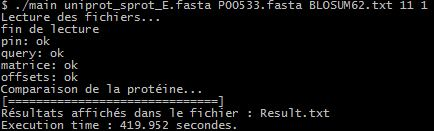 $ ./main uniprot_sprot_E.fasta P00533.fasta BLOSUM62.txt 11 1
Lecture des fichiers...
fin de lecture
pin: ok
query: ok
matrice: ok
offsets: ok
Comparaison de la protéine...
[==============================]
Résultats affichés dans le fichier : Result.txt
Execution time : 419.952 secondes.